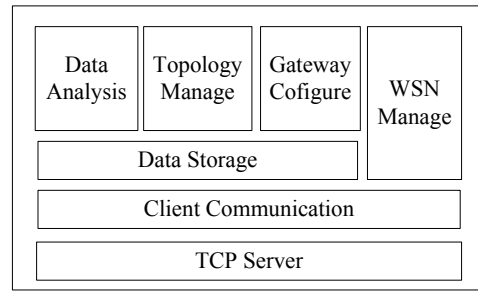 Data
Analysis
Topology
Manage
Gateway
Cofigure
WSN
Manage
Data Storage
Client Communication
TCP Server